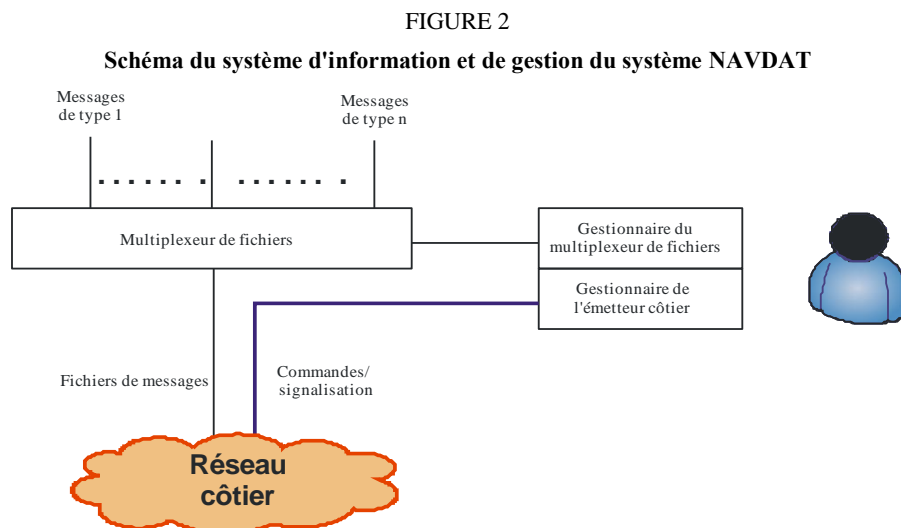 FIGURE 2
Schéma du système d'information et de gestion du système NAVDAT
Messages
de type 1
Messages
de type n
Multiplexeur de fichiers
Gestionnaire du
multiplexeur de fichiers
Gestionnaire de
l'émetteur côtier
Fichiers de messages
Commandes/
signalisation
Réseau
côtier